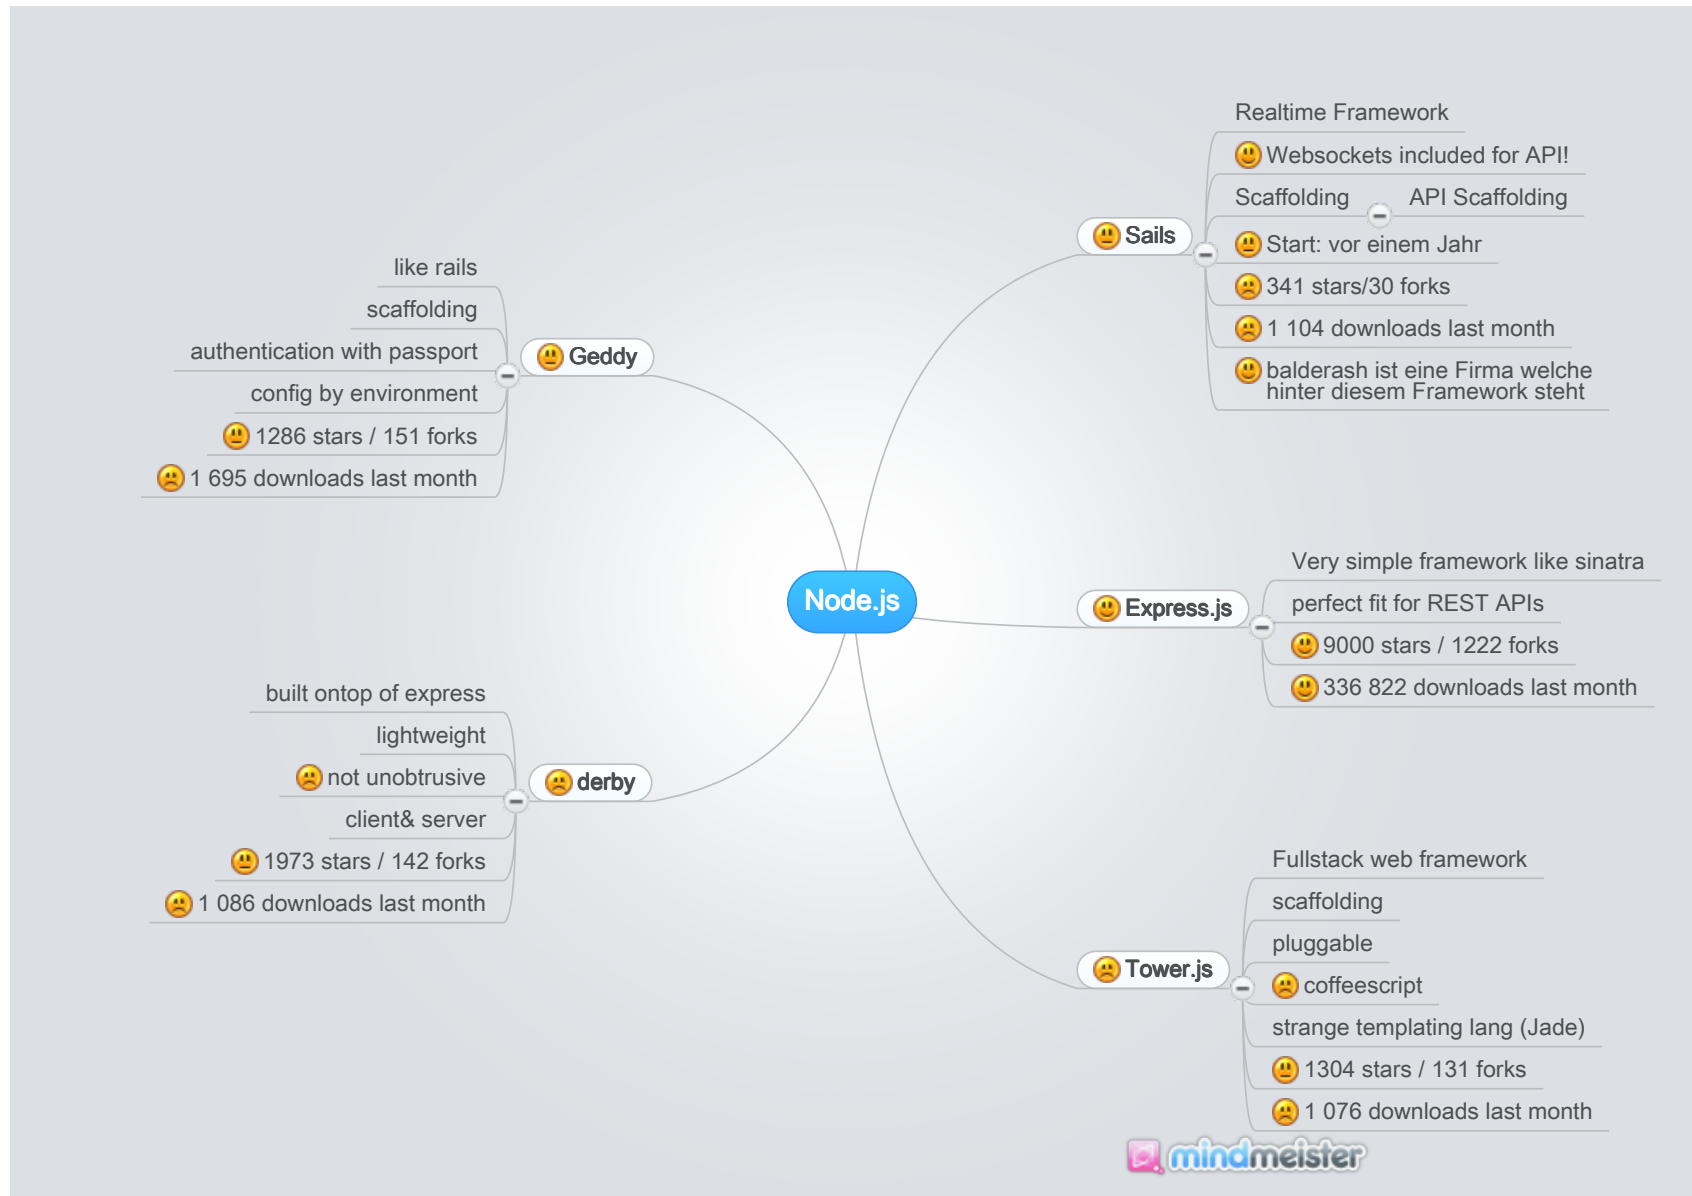 Node.js
Sails
Realtime Framework
Websockets included for API!
Scaffolding
API Scaffolding
Start: vor einem Jahr
341 stars/30 forks
1 104 downloads last month
balderash ist eine Firma welche
hinter diesem Framework steht
Express.js
Very simple framework like sinatra
perfect fit for REST APIs
9000 stars / 1222 forks
336 822 downloads last month
Tower.js
Fullstack web framework
scaffolding
pluggable
coffeescript
strange templating lang (Jade)
1304 stars / 131 forks
1 076 downloads last month
Geddy
like rails
scaffolding
authentication with passport
config by environment
1286 stars / 151 forks
1 695 downloads last month
derby
built ontop of express
lightweight
not unobtrusive
client& server
1973 stars / 142 forks
1 086 downloads last month
mindmeister